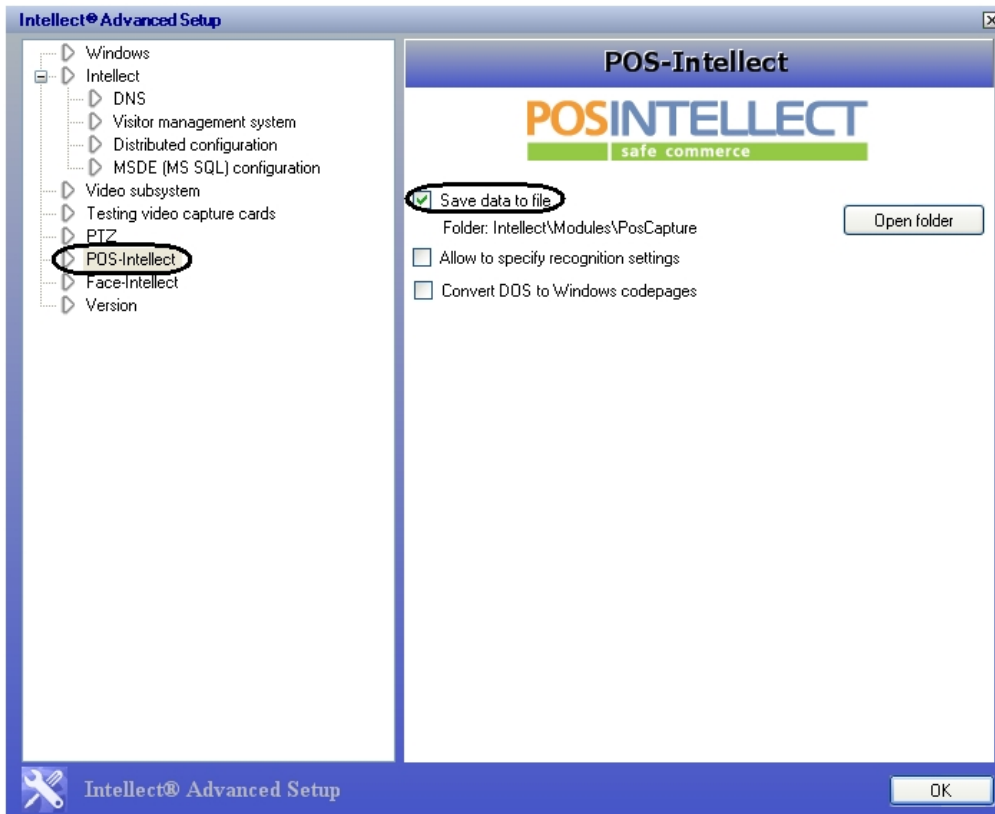 Intellect® Advanced Setup
Windows
Intellect
DNS
Visitor management system
Distributed configuration
MSDE (MS SQL) configuration
Video subsystem
Testing video capture cards
PTZ
POS-Intellect
Face-Intellect
Version
POS-Intellect
POSINTELLECT
safe commerce
Save data to file
Folder: Intellect\Modules\PosCapture
Open folder
Allow to specify recognition settings
Convert DOS to Windows codepages
Intellect® Advanced Setup
OK